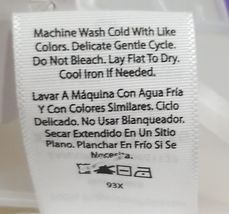 Machine Wash Cold With Like
Colors. Delicate Gentle Cycle.
Do Not Bleach. Lay Flat To Dry.
Cool Iron If Needed.
Lavar A Máquina Con Agua Fría
Y Con Colores Similares. Ciclo
Delicado. No Usar Blanqueador.
Secar Extendido En Un Sitio
Plano. Planchar En Frío Si Se
Necesita.
93X